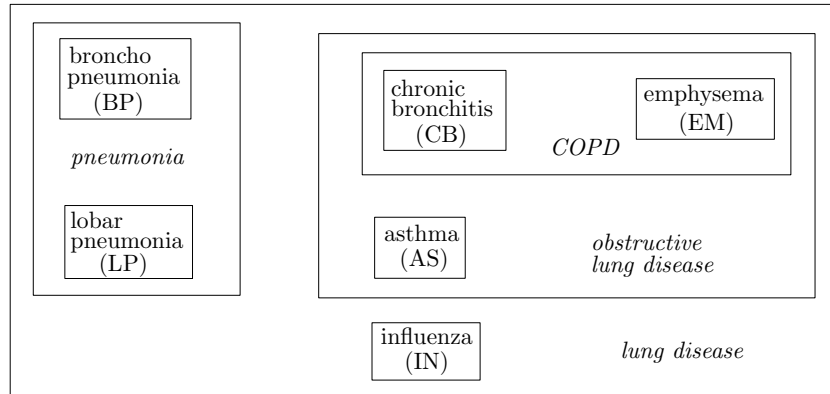 broncho
pneumonia
(BP)
pneumonia
lobar
pneumonia
(LP)
chronic
bronchitis
(CB)
emphysema
(EM)
COPD
asthma
(AS)
obstructive
lung disease
influenza
(IN)
lung disease